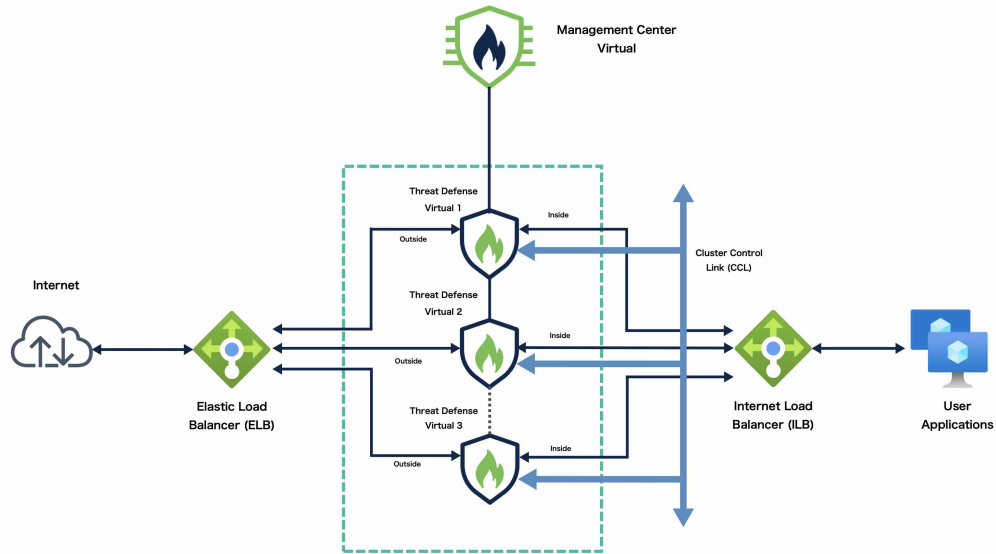 Management Center
Virtual
Threat Defense
Virtual 1
Inside
Outside
Cluster Control
Link (CCL)
Internet
Threat Defense
Virtual 2
Inside
Outside
Elastic Load
Balancer (ELB)
Internet Load
Balancer (ILB)
User
Applications
Threat Defense
Virtual 3
Inside
Outside